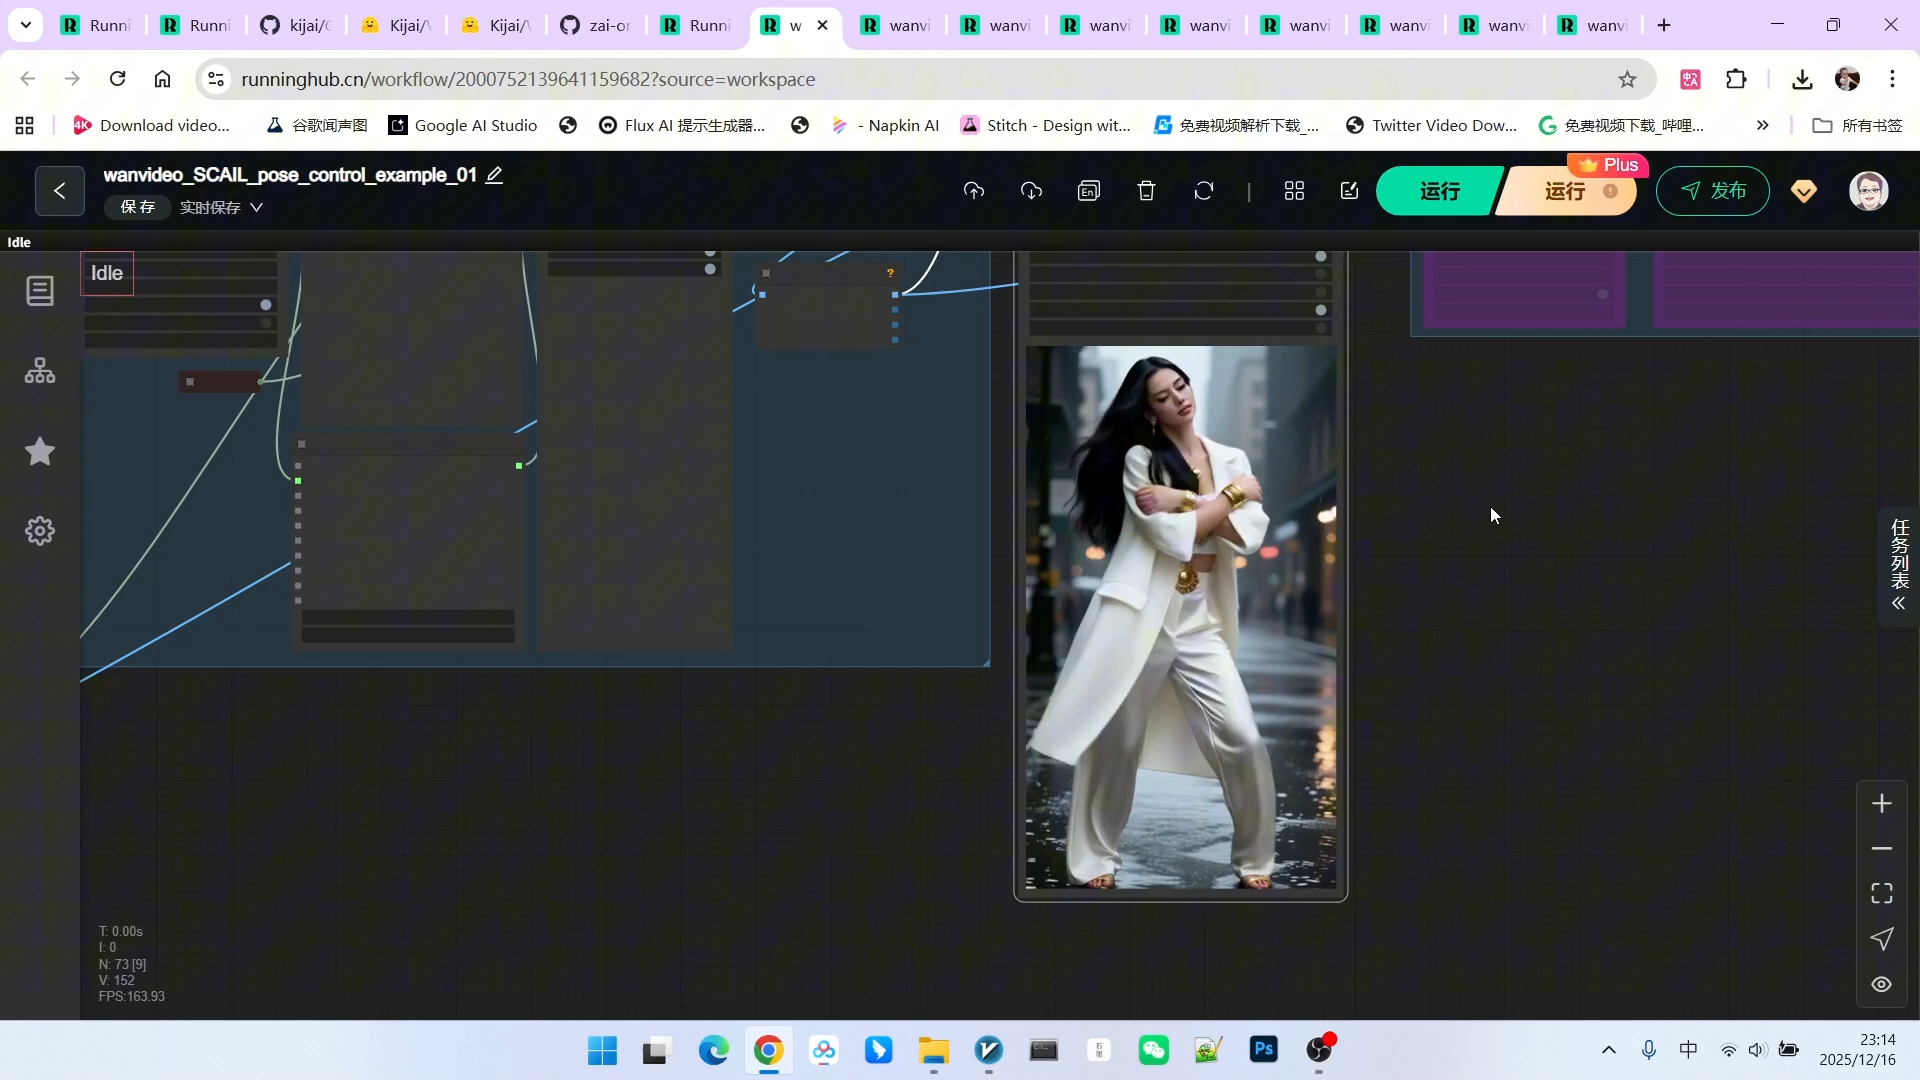 Runni
Runni
kijai/C
Kijai/V
Kijai/V
zai-or
Runni
w
wanvi
wanvi
wanvi
wanvi
wanvi
wanvi
wanvi
wanvi
runninghub.cn/workflow/2000752139641159682?source=workspace
Download video...
谷歌闻声图
Google AI Studio
Flux AI 提示生成器...
- Napkin AI
Stitch - Design wit...
免费视频解析下载_...
Twitter Video Dow...
免费视频下载_哔哩...
所有书签
wanvideo_SCAIL_pose_control_example_01
保存
实时保存
En
运行
运行
Plus
发布
Idle
Idle
?
任务列表
T: 0.00s
I: 0
N: 73 [9]
V: 152
FPS:163.93
Ps
中
23:14
2025/12/16